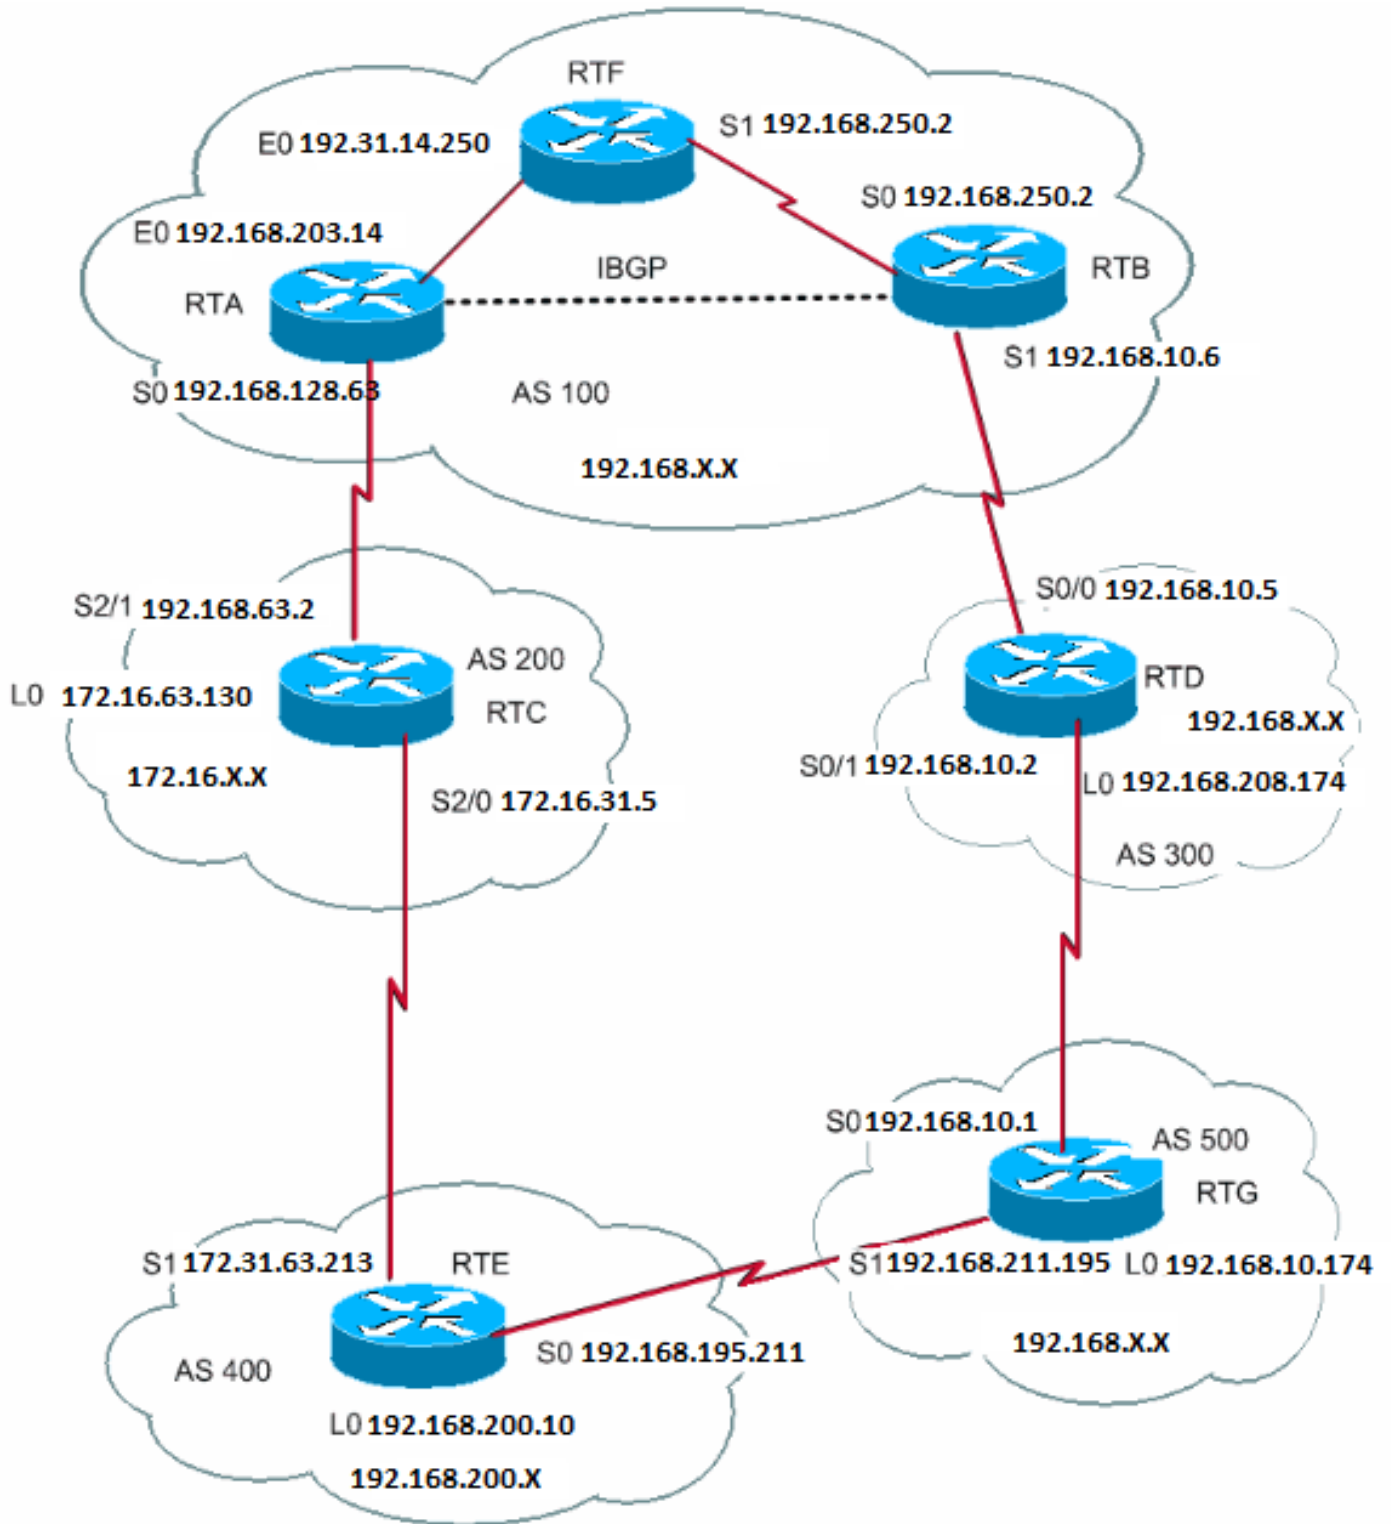 RTF
S1 192.168.250.2
E0 192.31.14.250
S0 192.168.250.2
E0 192.168.203.14
IBGP
RTB
RTA
S1 192.168.10.6
S0 192.168.128.63
AS 100
192.168.X.X
S0/0 192.168.10.5
S2/1 192.168.63.2
AS 200
RTD
L0 172.16.63.130
RTC
192.168.X.X
172.16.X.X
S0/1 192.168.10.2
L0 192.168.208.174
S2/0 172.16.31.5
AS 300
S0 192.168.10.1
AS 500
RTG
S1 172.31.63.213
RTE
S1 192.168.211.195
L0 192.168.10.174
192.168.X.X
S0 192.168.195.211
AS 400
L0 192.168.200.10
192.168.200.X